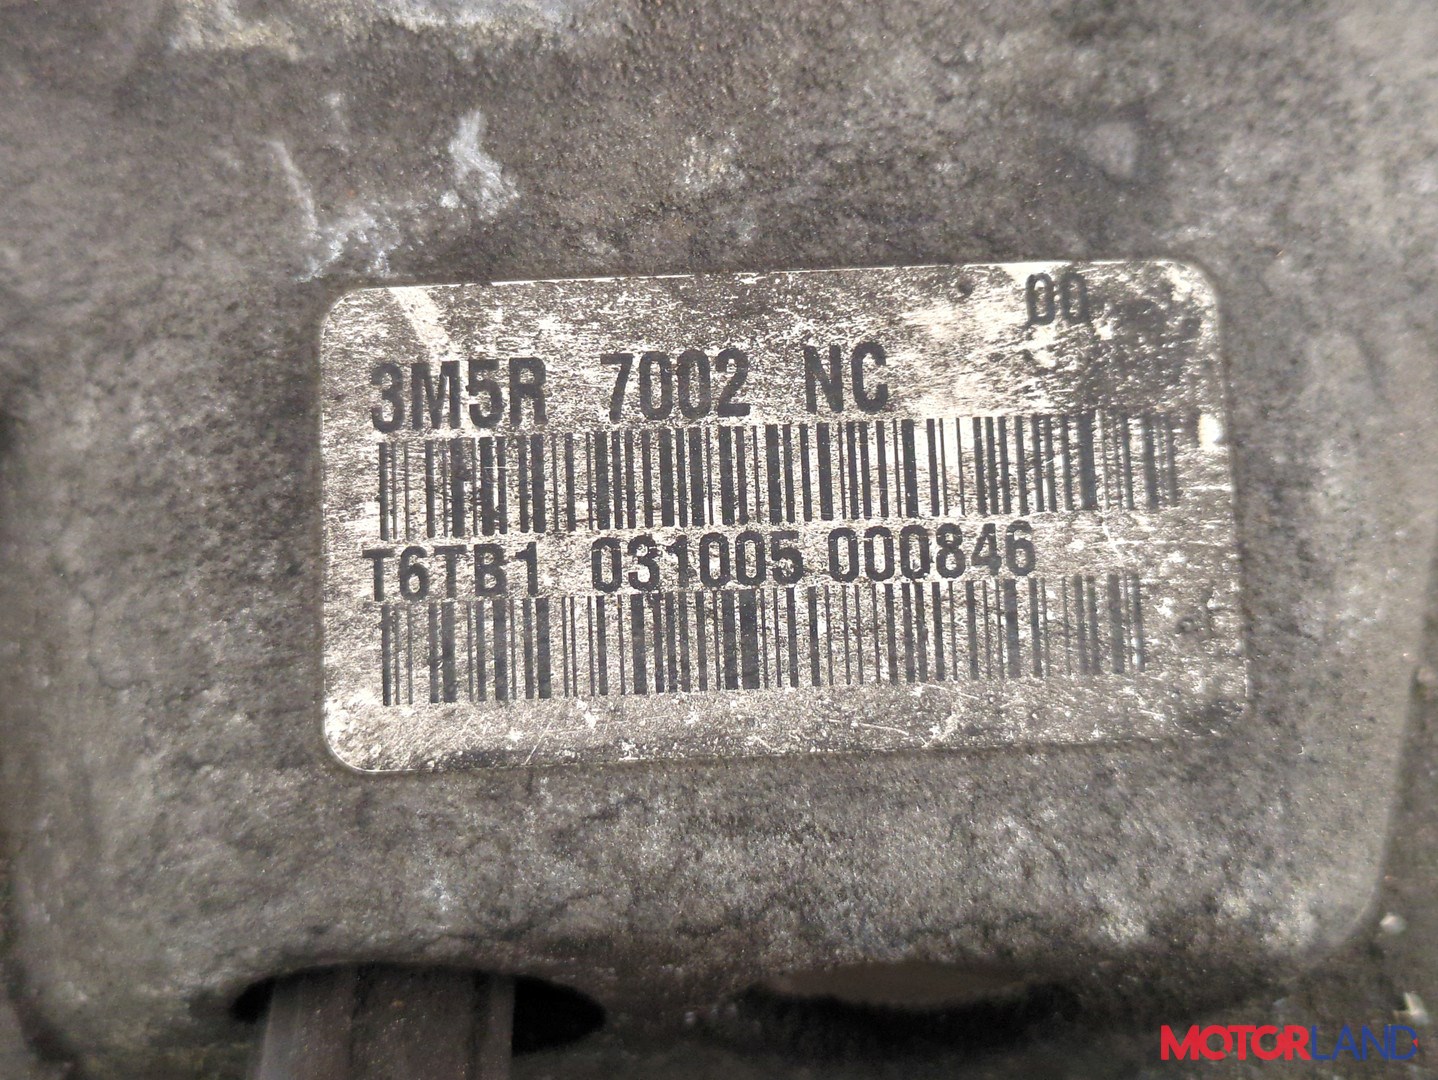 00
3M5R 7002 NC
T6TB1 031005 000846
MOTORLAND